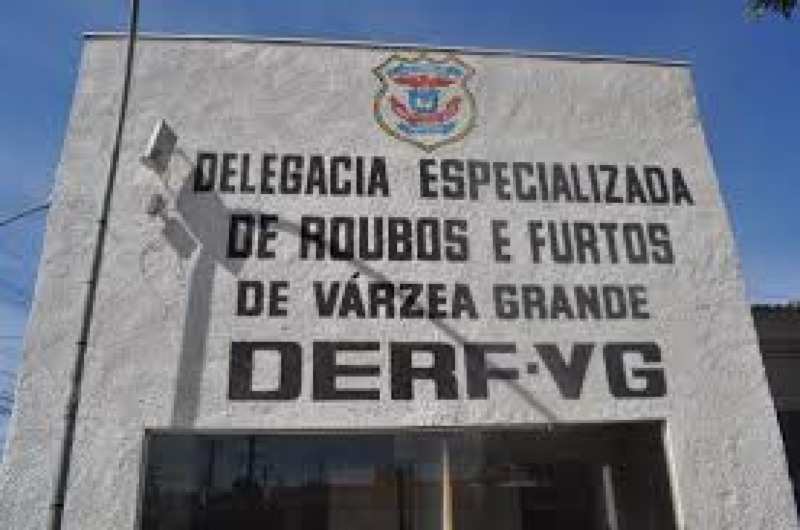 DELEGACIA ESPECIALIZADA
DE ROUBOS E FURTOS
DE VÁRZEA GRANDE
DERF-VG